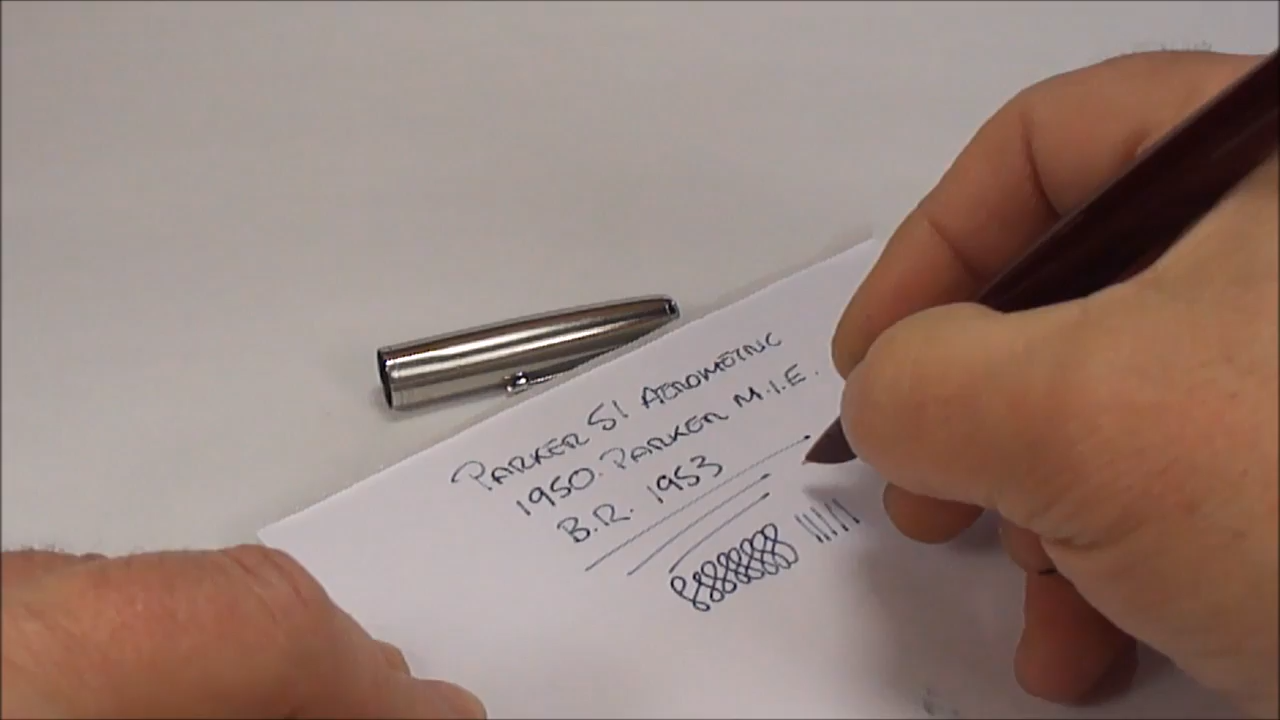 PARKER 51 AEROMETRIC
1950. PARKER M.I.E.
B.R. 1953